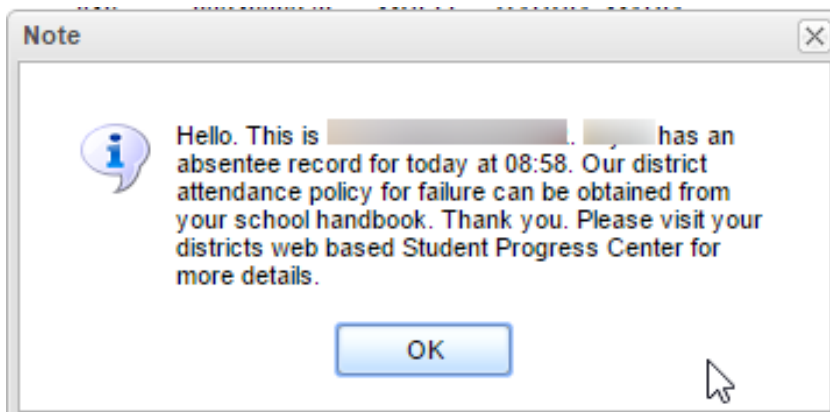 Note
Hello. This is . has an
absentee record for today at 08:58. Our district
attendance policy for failure can be obtained from
your school handbook. Thank you. Please visit your
districts web based Student Progress Center for
more details.
OK